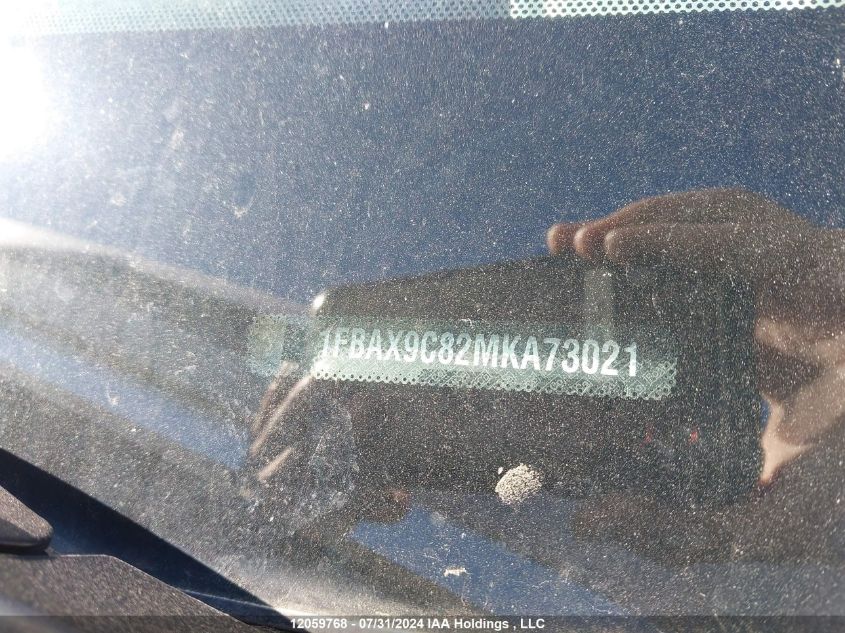 1FBAX9C82MKA73021
12059768 - 07/31/2024 IAA Holdings , LLC